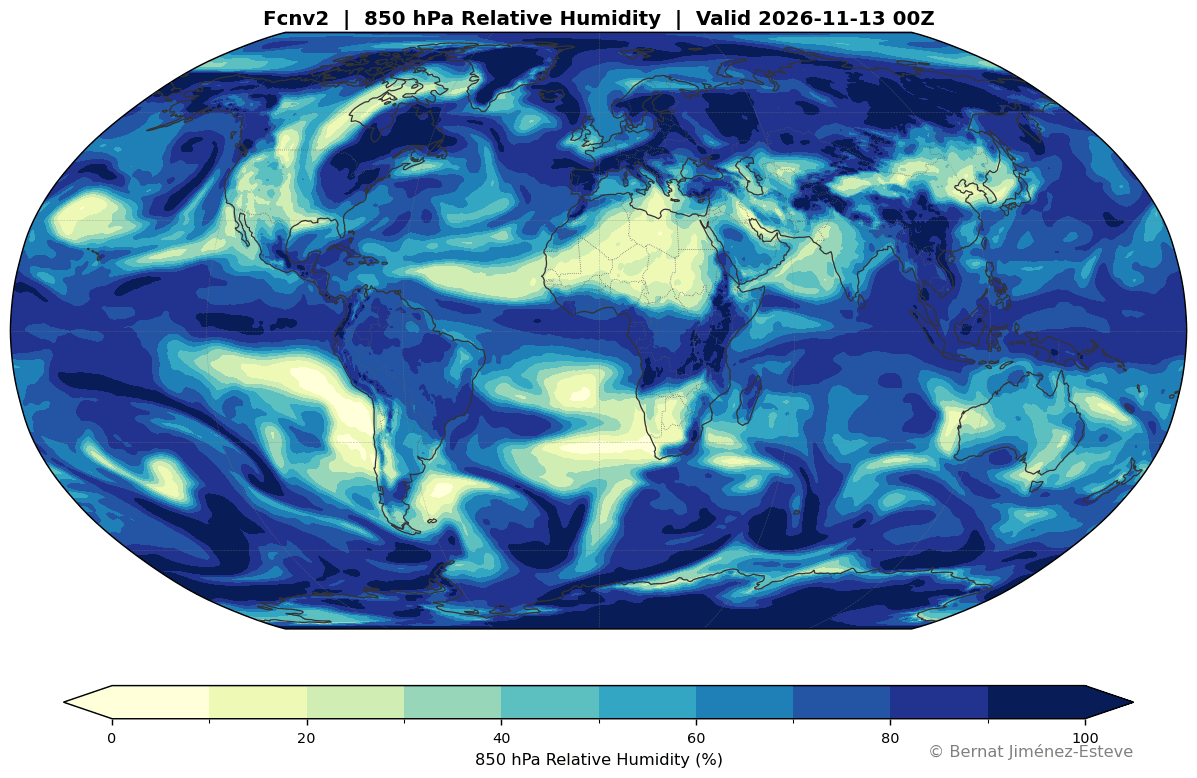 Fcnv2 | 850 hPa Relative Humidity | Valid 2026-11-13 00Z
0 20 40 60 80 100
850 hPa Relative Humidity (%)
© Bernat Jiménez-Esteve